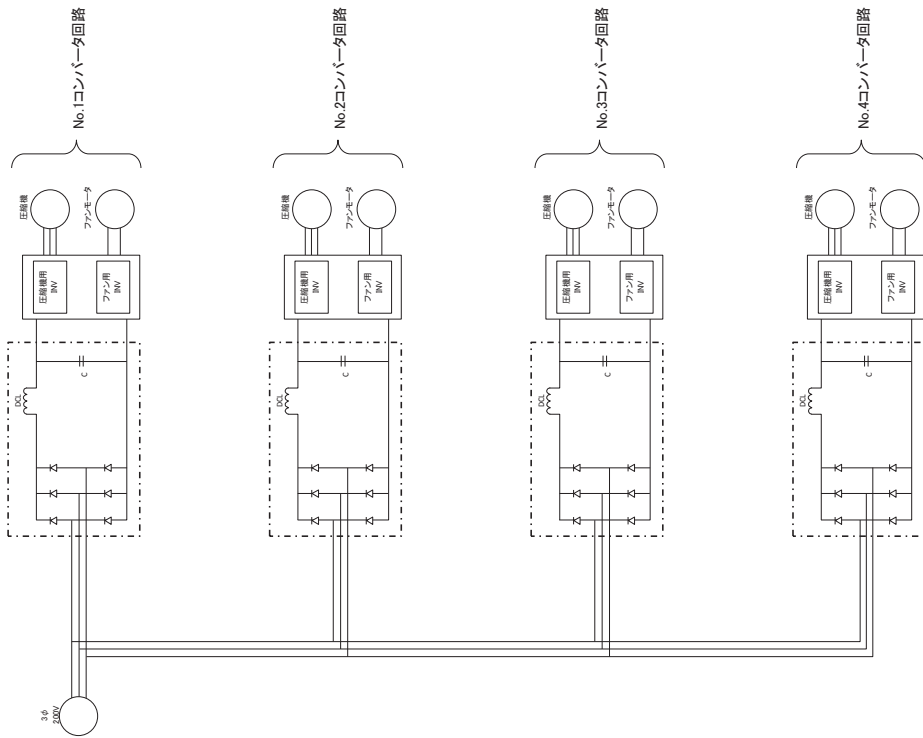 No.1コンバータ回路
No.2コンバータ回路
No.3コンバータ回路
No.4コンバータ回路
圧縮機
ファンモータ
圧縮機
ファンモータ
圧縮機
ファンモータ
圧縮機
ファンモータ
圧縮機用
INV
ファン用
INV
圧縮機用
INV
ファン用
INV
圧縮機用
INV
ファン用
INV
圧縮機用
INV
ファン用
INV
DCL
C
DCL
C
DCL
C
DCL
C
3φ
200V